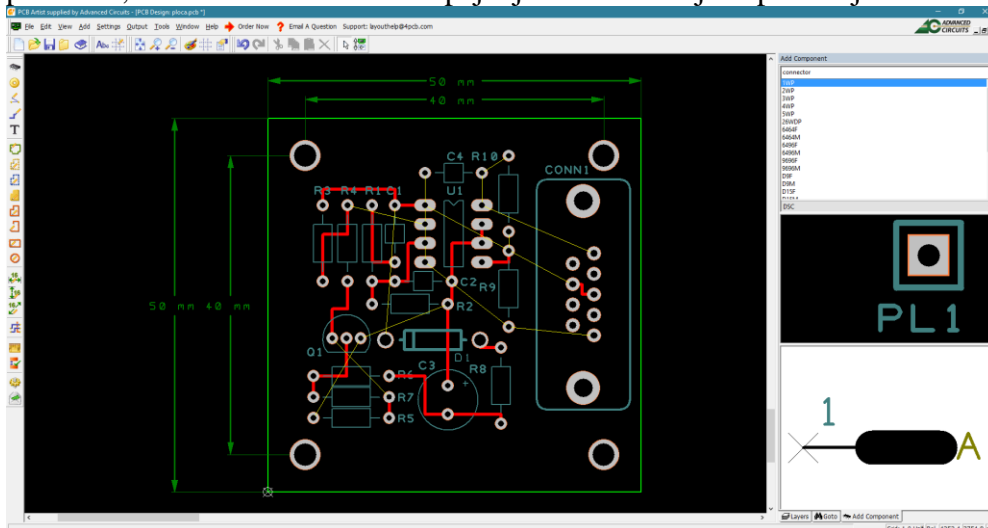 PCB Artist supplied by Advanced Circuits - [PCB Design: ploca.pcb *]
File Edit View Add Settings Output Tools Window Help Order Now ? Email A Question Support: layouthelp@4pcb.com
ADVANCED
CIRCUITS
Add Component
connector
1WP
2WP
3WP
4WP
5WP
26WDP
6464F
6464M
6496F
6496M
9696F
9696M
D9F
D9M
D15F
DSC
50 mm
40 mm
C4 R10
CONN1
R3 R4 R1 C1
U1
C2
R9
50 mm 40 mm
R2
Q1
D1
C3
R8
R6
+
R7
R5
PL1
1
A
Layers Goto Add Component